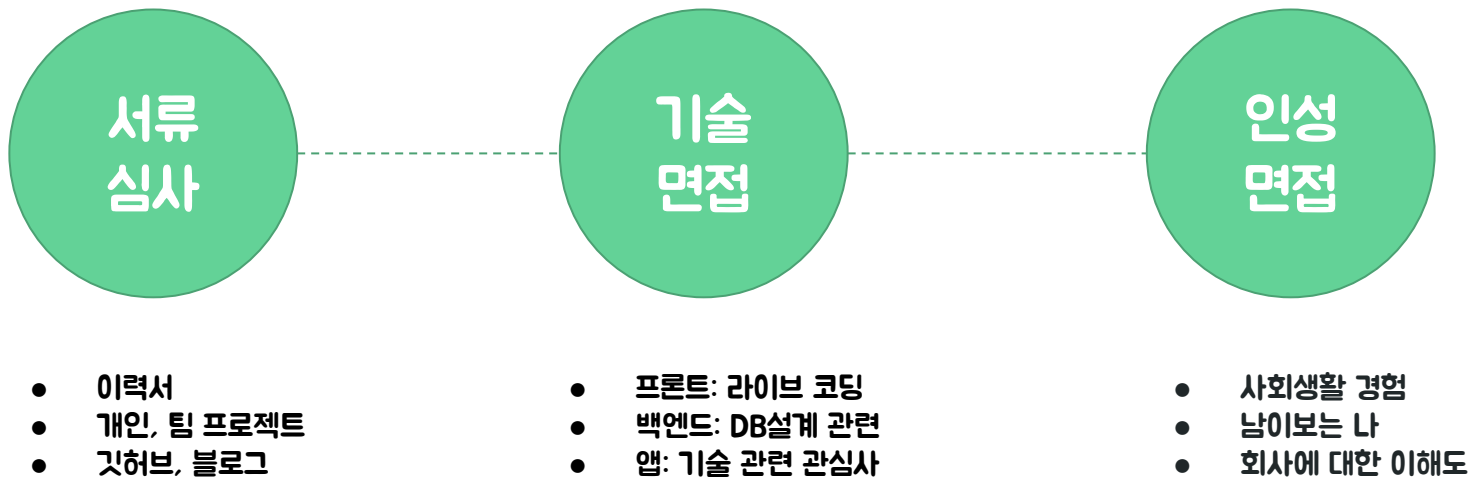 서류
심사
기술
면접
인성
면접
● 이력서
● 개인, 팀 프로젝트
● 깃허브, 블로그
● 프론트: 라이브 코딩
● 백엔드: DB설계 관련
● 앱: 기술 관련 관심사
● 사회생활 경험
● 남이보는 나
● 회사에 대한 이해도